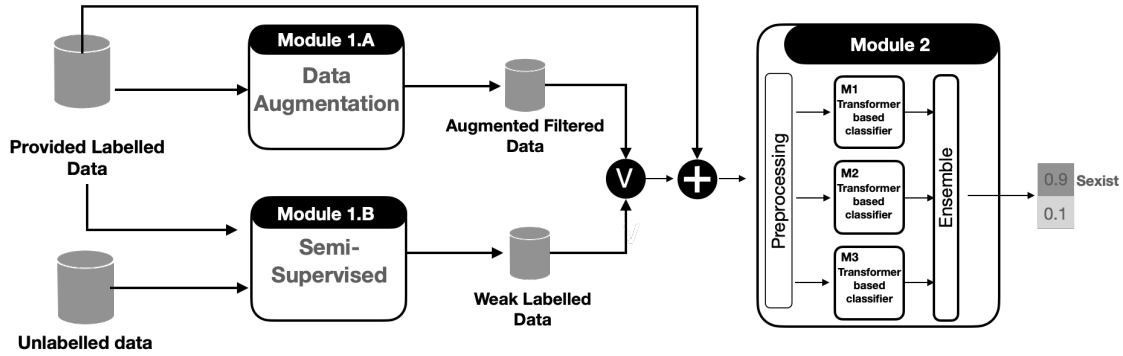 Module 1.A
Data
Augmentation
Provided Labelled
Data
Augmented Filtered
Data
Module 1.B
Semi-
Supervised
Unlabelled data
Weak Labelled
Data
V
+
Module 2
Preprocessing
M1
Transformer
based
classifier
M2
Transformer
based
classifier
M3
Transformer
based
classifier
Ensemble
0.9 Sexist
0.1